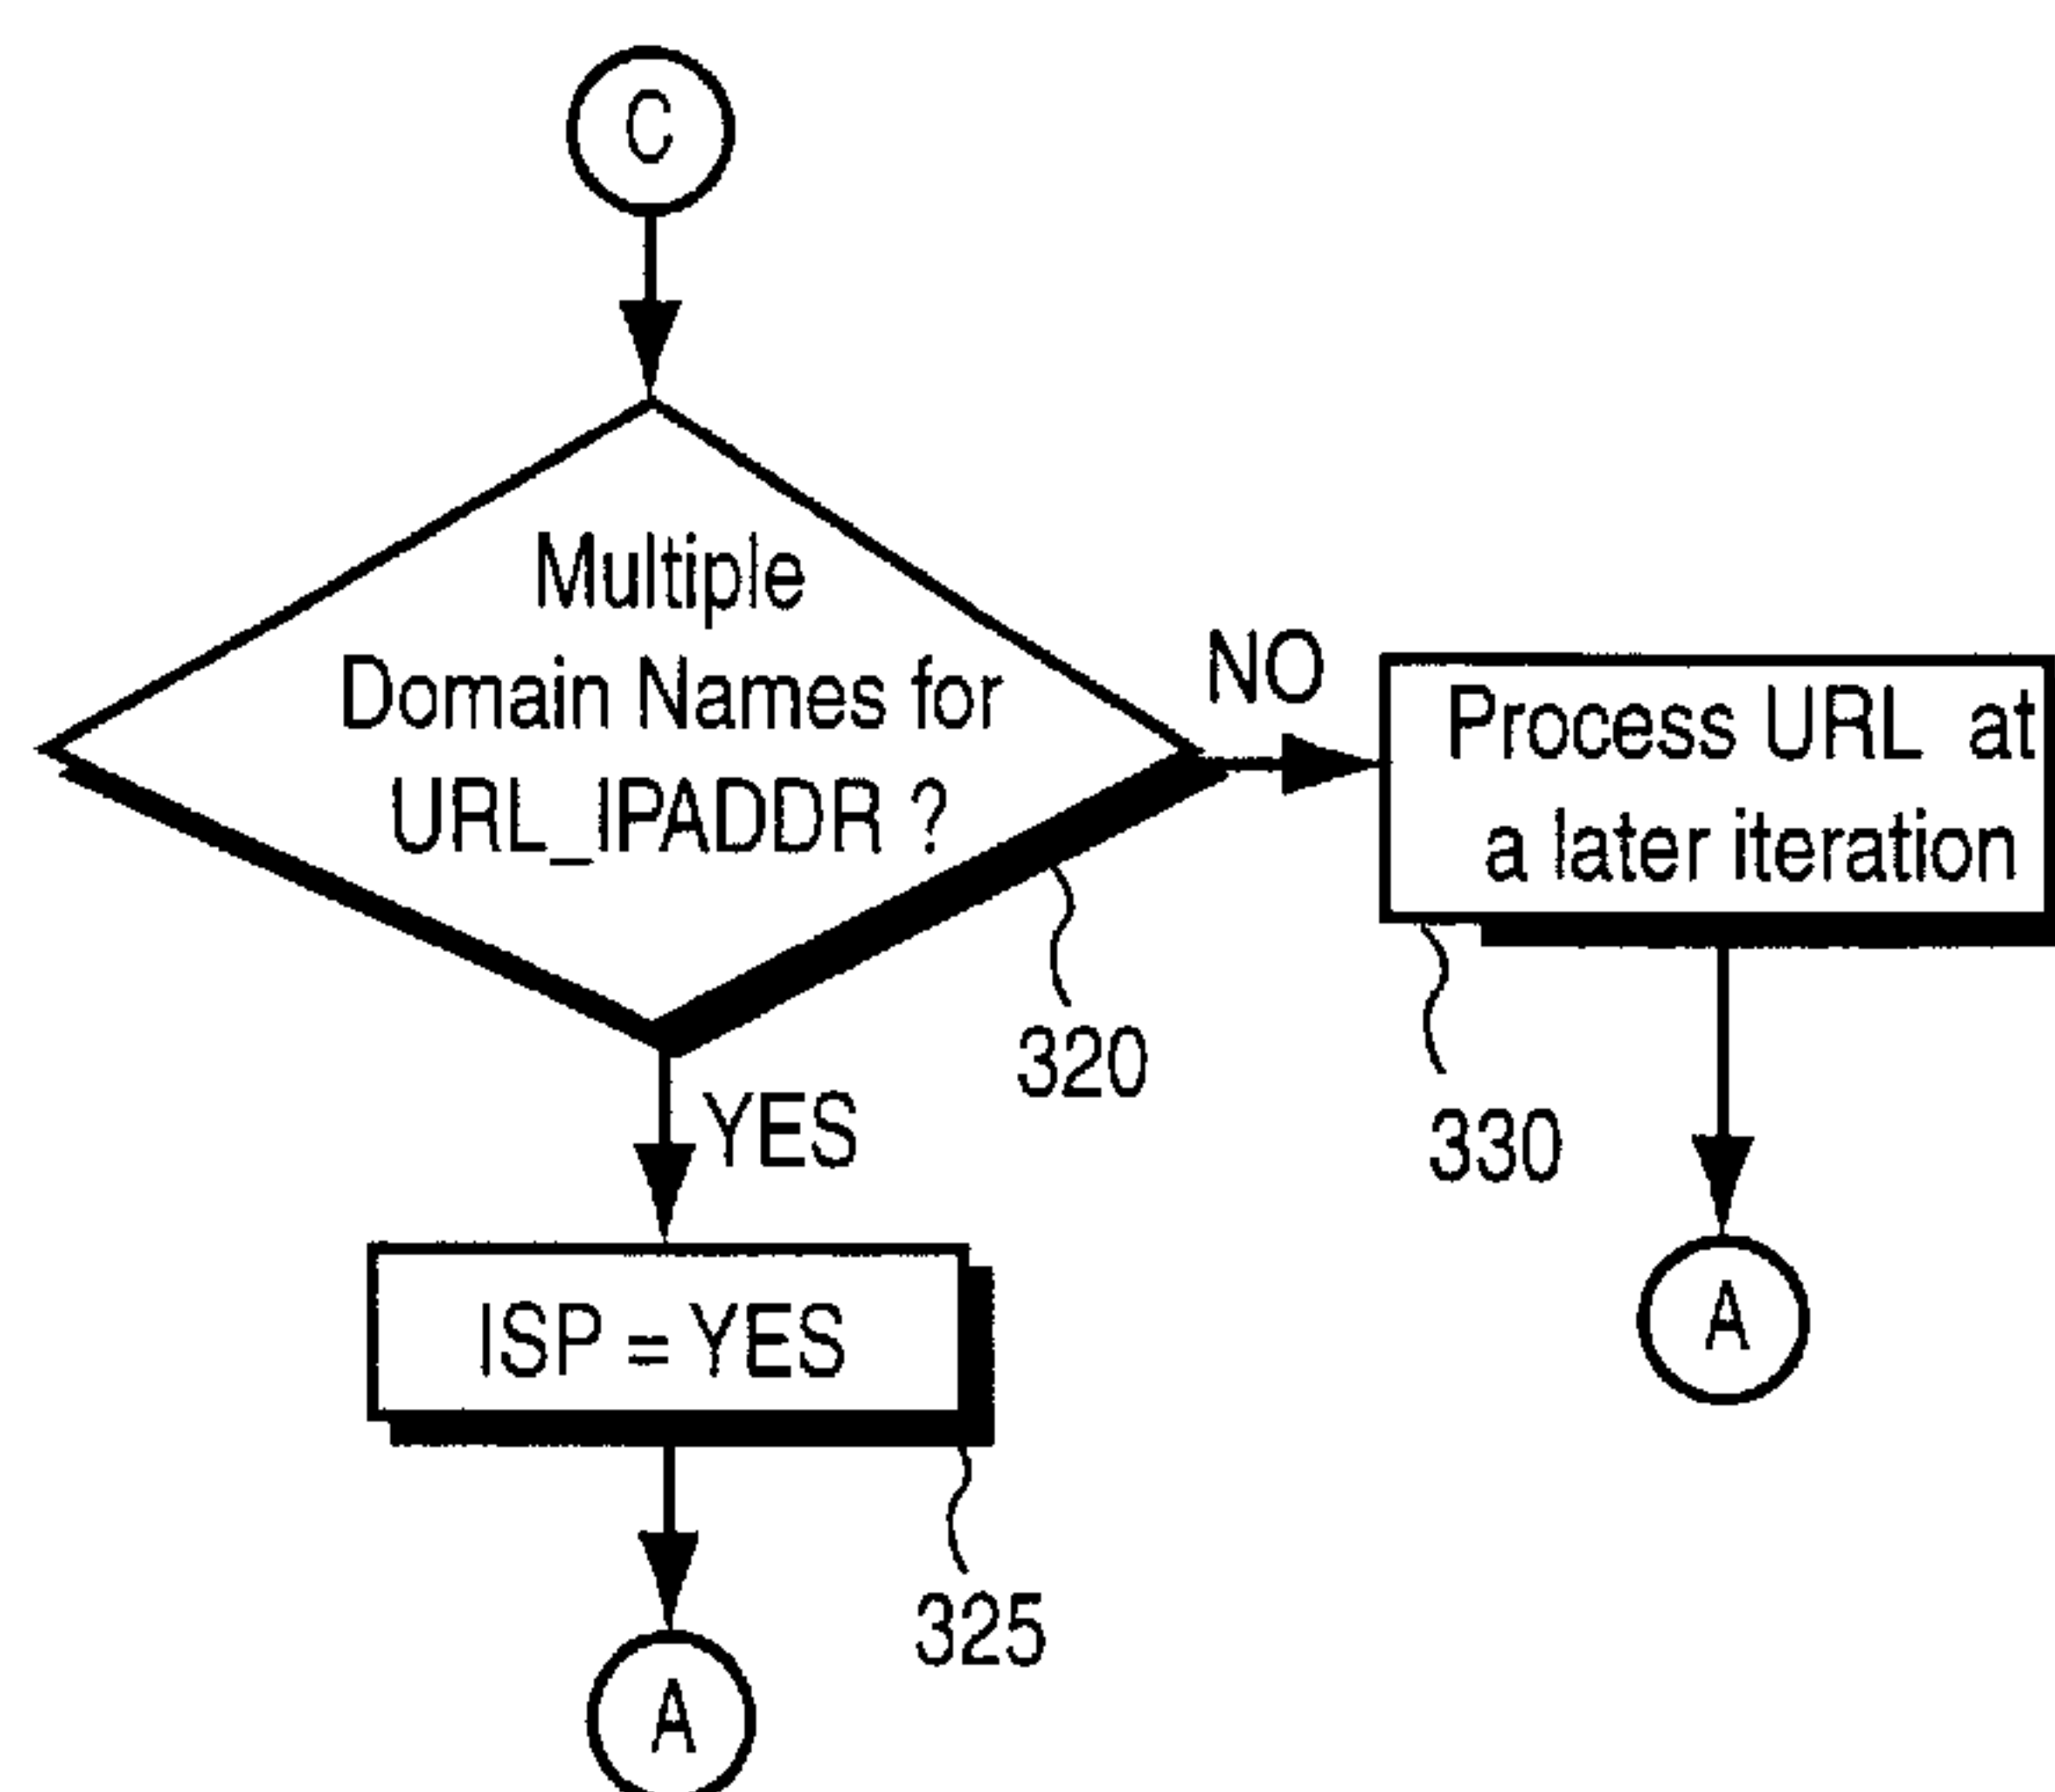 C
Multiple
Domain Names for
URL_IPADDR ?
NO
Process URL at
a later iteration
320
330
YES
ISP = YES
A
325
A